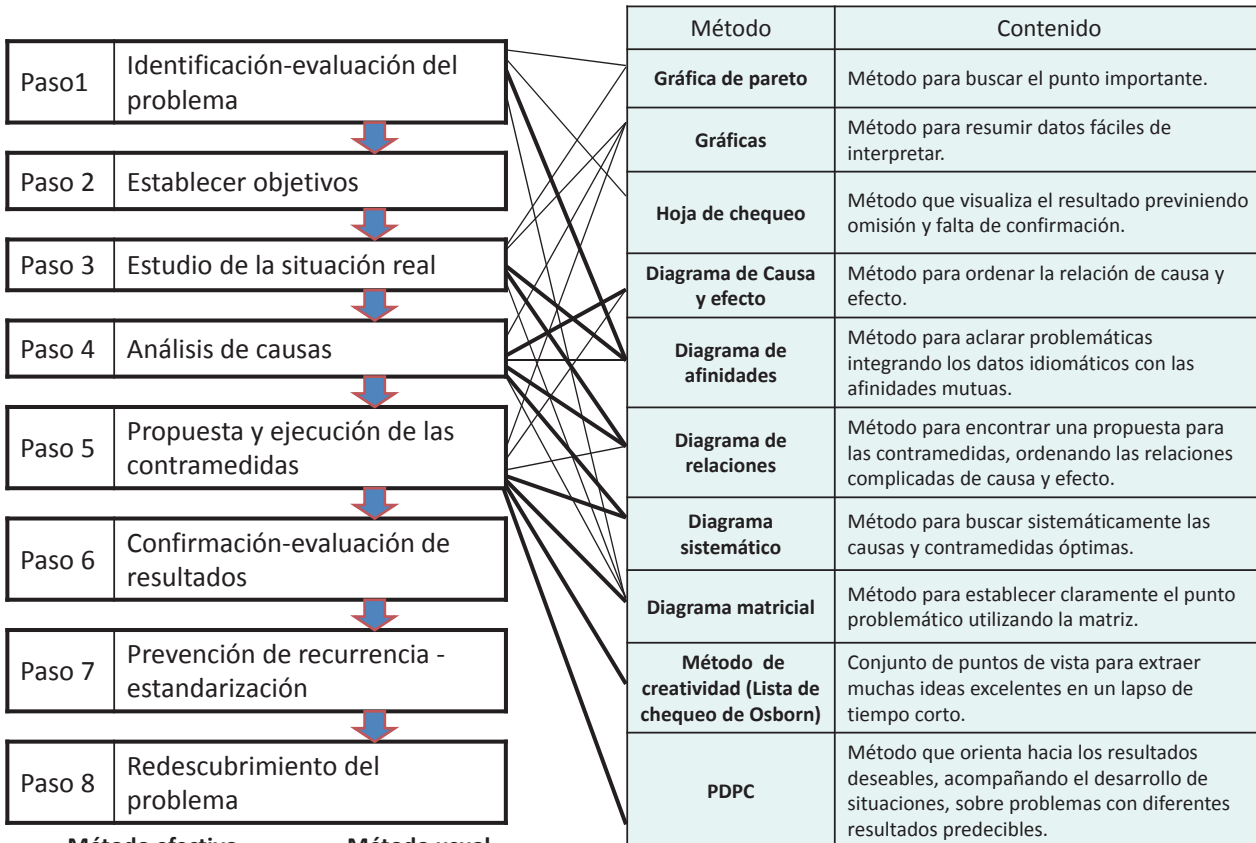 Paso1
Identificación-evaluación del
problema
Paso 2
Establecer objetivos
Paso 3
Estudio de la situación real
Paso 4
Análisis de causas
Paso 5
Propuesta y ejecución de las
contramedidas
Paso 6
Confirmación-evaluación de
resultados
Paso 7
Prevención de recurrencia -
estandarización
Paso 8
Redescubrimiento del
problema
Método efectivo
Método usual
Método
Contenido
Gráfica de pareto
Método para buscar el punto importante.
Gráficas
Método para resumir datos fáciles de
interpretar.
Hoja de chequeo
Método que visualiza el resultado previniendo
omisión y falta de confirmación.
Diagrama de Causa
y efecto
Método para ordenar la relación de causa y
efecto.
Diagrama de
afinidades
Método para aclarar problemáticas
integrando los datos idiomáticos con las
afinidades mutuas.
Diagrama de
relaciones
Método para encontrar una propuesta para
las contramedidas, ordenando las relaciones
complicadas de causa y efecto.
Diagrama
sistemático
Método para buscar sistemáticamente las
causas y contramedidas óptimas.
Diagrama matricial
Método para establecer claramente el punto
problemático utilizando la matriz.
Método de
creatividad (Lista de
chequeo de Osborn)
Conjunto de puntos de vista para extraer
muchas ideas excelentes en un lapso de
tiempo corto.
PDPC
Método que orienta hacia los resultados
deseables, acompañando el desarrollo de
situaciones, sobre problemas con diferentes
resultados predecibles.